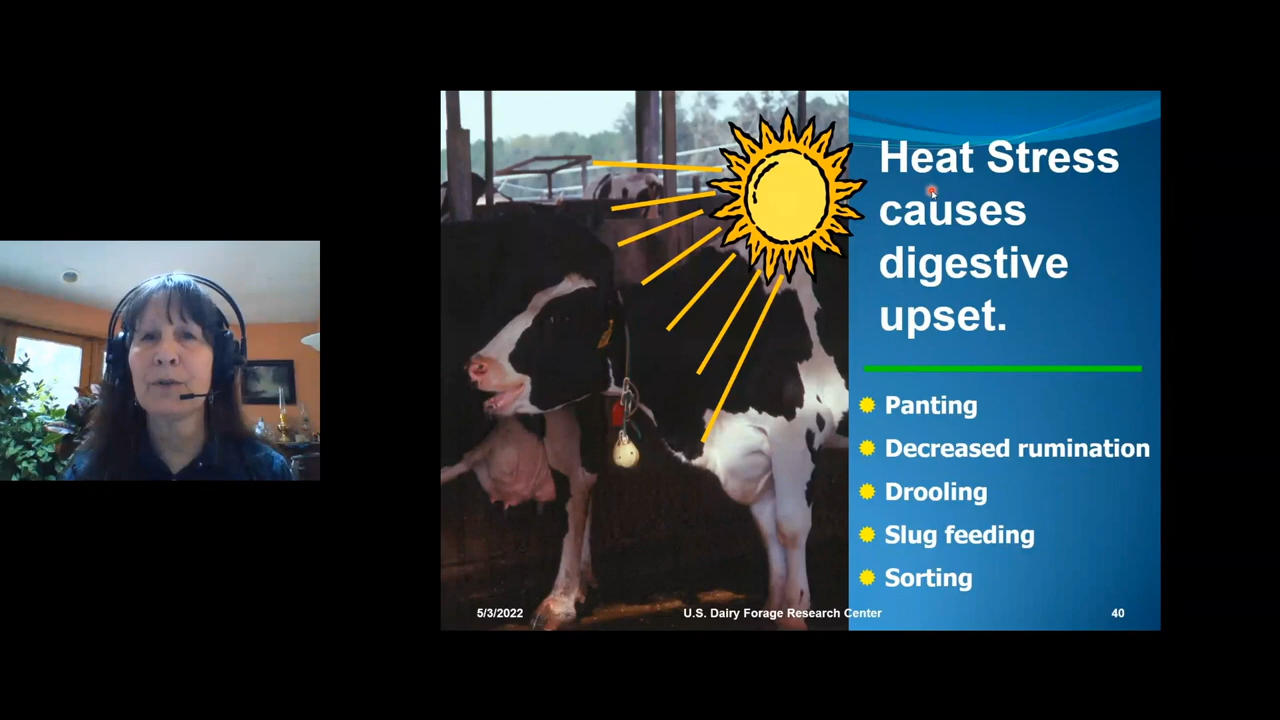 Heat Stress
causes
digestive
upset.
Panting
Decreased rumination
Drooling
Slug feeding
Sorting
5/3/2022
U.S. Dairy Forage Research Center
40